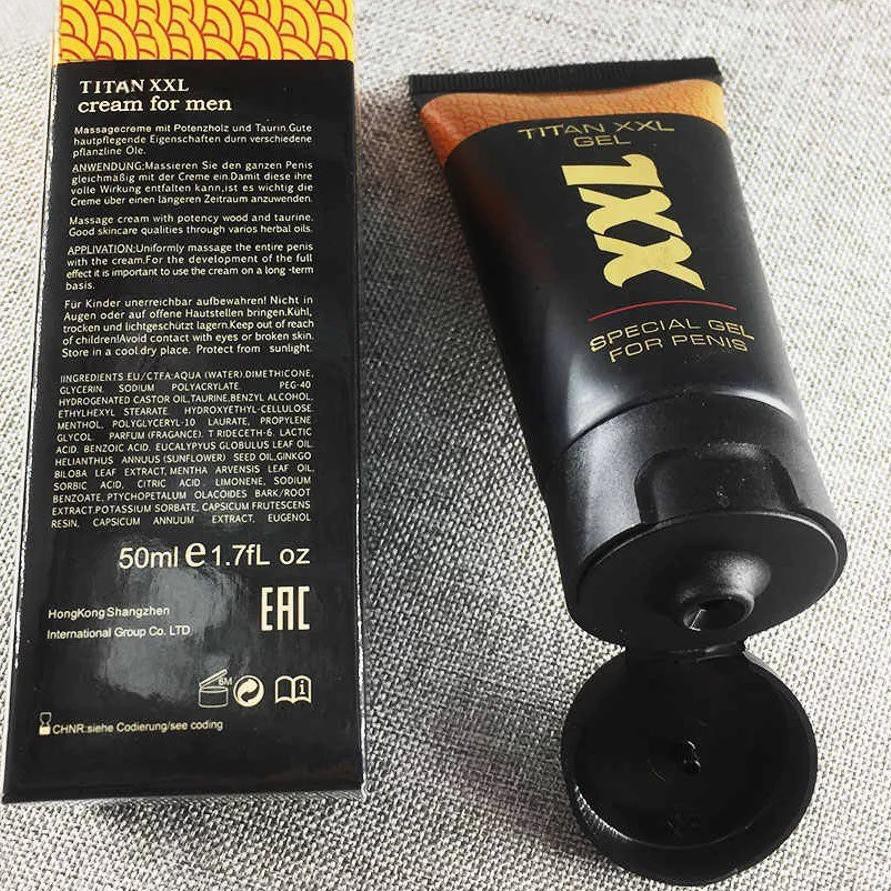 TITAN XXL
cream for men
Massagecreme mit Potenzholz und Taurin.Gute
hautpflegende Eigenschaften durn verschiedene
pflanzline Ole.
ANWENDUNG:Massieren Sie den ganzen Penis
gleichmäßig mit der Creme ein.Damit diese ihre
volle Wirkung entfalten kann,ist es wichtig die
Creme über einen längeren Zeitraum anzuwenden.
Massage cream with potency wood and taurine.
Good skincare qualities through varios herbal oils.
APPLIVATION:Uniformly massage the entire penis
with the cream.For the development of the full
effect it is important to use the cream on a long -term
basis.
Für Kinder unerreichbar aufbewahren! Nicht in
Augen oder auf offene Hautstellen bringen.Kühl,
trocken und lichtgeschützt lagern.Keep out of reach
of children!Avoid contact with eyes or broken skin.
Store in a cool.dry place. Protect from sunlight.
IINGREDIENTS EU/CTFA:AQUA (WATER).DIMETHICONE,
GLYCERIN. SODIUM POLYACRYLATE. PEG-40
HYDROGENATED CASTOR OIL,TAURINE,BENZYL ALCOHOL,
ETHYLHEXYL STEARATE. HYDROXYETHYL-CELLULOSE.
MENTHOL, POLYGLYCERYL-10 LAURATE, PROPYLENE
GLYCOL. PARFUM (FRAGANCE). T RIDECETH-6. LACTIC
ACID. BENZOIC ACID. EUCALYPUS GLOBULUS LEAF OIL.
HELIANTHUS ANNUUS (SUNFLOWER) SEED OIL,GINKGO
BILOBA LEAF EXTRACT, MENTHA ARVENSIS LEAF OIL,
SORBIC ACID, CITRIC ACID. LIMONENE, SODIUM
BENZOATE, PTYCHOPETALUM OLACOIDES BARK/ROOT
EXTRACT.POTASSIUM SORBATE, CAPSICUM FRUTESCENS
RESIN, CAPSICUM ANNUUM EXTRACT, EUGENOL
50ml e 1.7fL oz
HongKong Shangzhen
International Group Co. LTD
EAC
6M
CHNR:siehe Codierung/see coding
TITAN XXL
GEL
XXL
SPECIAL GEL
FOR PENIS